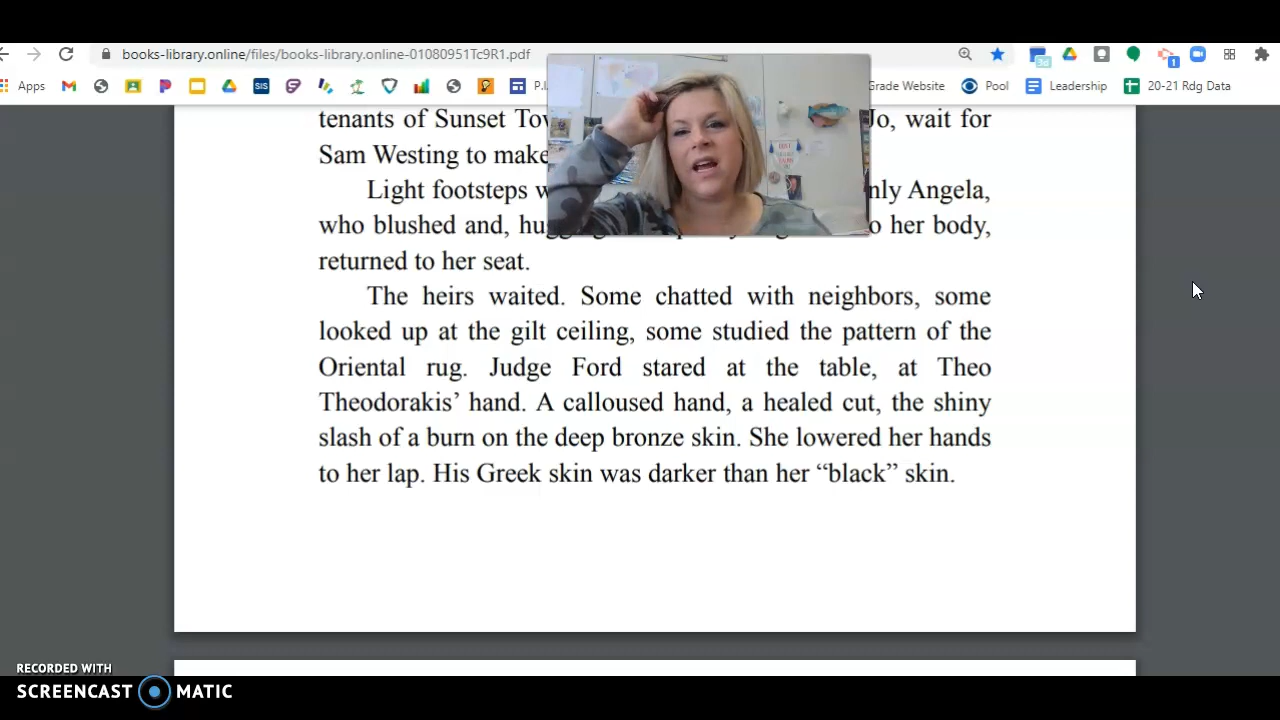 books-library.online/files/books-library.online-01080951Tc9R1.pdf
3d
1
Apps
SIS
Grade Website
Pool
Leadership
20-21 Rdg Data
tenants of Sunset Jo, wait for
Sam Westing to make
Light footsteps Angela,
who blushed and, her body,
returned to her seat.
The heirs waited. Some chatted with neighbors, some
looked up at the gilt ceiling, some studied the pattern of the
Oriental rug. Judge Ford stared at the table, at Theo
Theodorakis’ hand. A calloused hand, a healed cut, the shiny
slash of a burn on the deep bronze skin. She lowered her hands
to her lap. His Greek skin was darker than her “black” skin.
RECORDED WITH
SCREENCAST MATIC